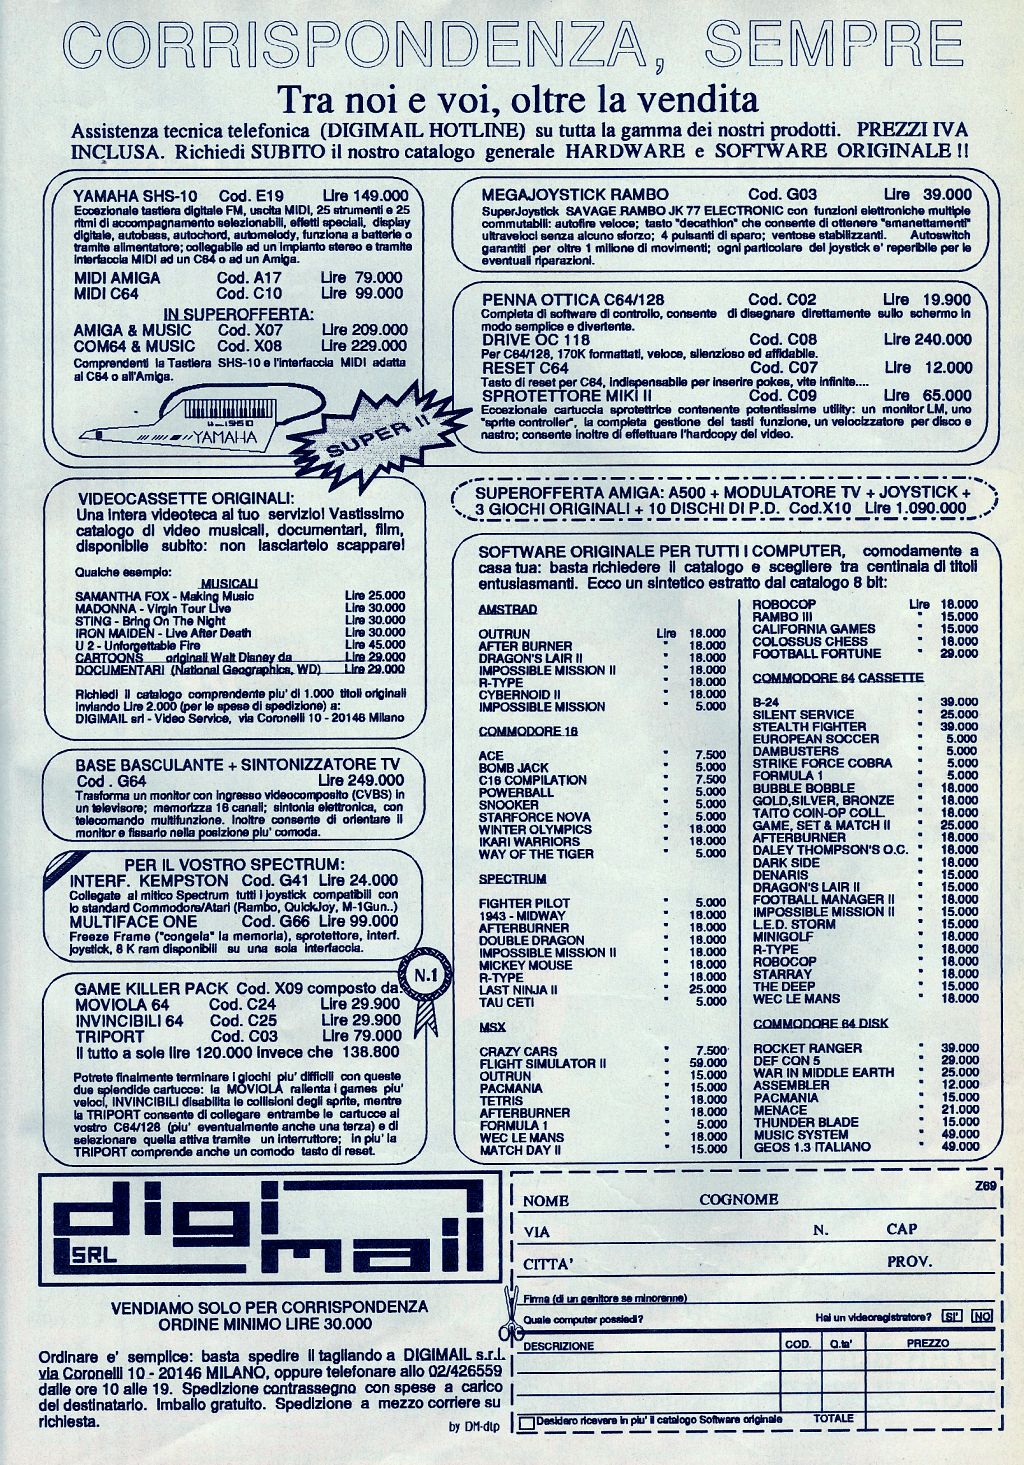 CORRISPONDENZA, SEMPRE
Tra noi e voi, oltre la vendita
Assistenza tecnica telefonica (DIGIMAIL HOTLINE) su tutta la gamma dei nostri prodotti. PREZZI IVA
INCLUSA. Richiedi SUBITO il nostro catalogo generale HARDWARE e SOFTWARE ORIGINALE !!
YAMAHA SHS-10 Cod. E19 Lire 149.000
Eccezionale tastiera digitale FM, uscita MIDI, 25 strumenti e 25
ritmi di accompagnamento selezionabili, effetti speciali, display
digitale, autobass, autochord, automelody, funziona a batterie o
tramite alimentatore; collegabile ad un impianto stereo e tramite
interfaccia MIDI ad un C64 o ad un Amiga.
MIDI AMIGA Cod. A17 Lire 79.000
MIDI C64 Cod. C10 Lire 99.000
IN SUPEROFFERTA:
AMIGA & MUSIC Cod. X07 Lire 209.000
COM64 & MUSIC Cod. X08 Lire 229.000
Comprendenti la Tastiera SHS-10 e l'interfaccia MIDI adatta
al C64 o all'Amiga.
YAMAHA
SUPER !!
MEGAJOYSTICK RAMBO Cod. G03 Lire 39.000
SuperJoystick SAVAGE RAMBO JK 77 ELECTRONIC con funzioni elettroniche multiple
commutabili: autofire veloce; tasto "decathlon" che consente di ottenere "smanettamenti"
ultraveloci senza alcuno sforzo; 4 pulsanti di sparo; ventose stabilizzanti. Autoswitch
garantiti per oltre 1 milione di movimenti; ogni particolare del joystick e' reperibile per le
eventuali riparazioni.
PENNA OTTICA C64/128 Cod. C02 Lire 19.900
Completa di software di controllo, consente di disegnare direttamente sullo schermo in
modo semplice e divertente.
DRIVE OC 118 Cod. C08 Lire 240.000
Per C64/128, 170K formattati, veloce, silenzioso ed affidabile.
RESET C64 Cod. C07 Lire 12.000
Tasto di reset per C64, indispensabile per inserire pokes, vite infinite....
SPROTETTORE MIKI II Cod. C09 Lire 65.000
Eccezionale cartuccia sprotettrice contenente potentissime utility: un monitor LM, uno
"sprite controller", la completa gestione dei tasti funzione, un velocizzatore per disco e
nastro; consente inoltre di effettuare l'hardcopy del video.
VIDEOCASSETTE ORIGINALI:
Una intera videoteca al tuo servizio! Vastissimo
catalogo di video musicali, documentari, film,
disponibile subito: non lasciartelo scappare!
Qualche esempio:
MUSICALI
SAMANTHA FOX - Making Music Lire 25.000
MADONNA - Virgin Tour Live Lire 30.000
STING - Bring On The Night Lire 30.000
IRON MAIDEN - Live After Death Lire 30.000
U 2 - Unforgettable Fire Lire 45.000
CARTOONS originali Walt Disney da Lire 29.000
DOCUMENTARI (National Geographics, WD) Lire 29.000
Richiedi il catalogo comprendente piu' di 1.000 titoli originali
inviando Lire 2.000 (per le spese di spedizione) a:
DIGIMAIL srl - Video Service, via Coronelli 10 - 20146 Milano
BASE BASCULANTE + SINTONIZZATORE TV
Cod . G64 Lire 249.000
Trasforma un monitor con ingresso videocomposito (CVBS) in
un televisore; memorizza 16 canali; sintonia elettronica, con
telecomando multifunzione. Inoltre consente di orientare il
monitor e fissarlo nella posizione piu' comoda.
PER IL VOSTRO SPECTRUM:
INTERF. KEMPSTON Cod. G41 Lire 24.000
Collegate al mitico Spectrum tutti i joystick compatibili con
lo standard Commodore/Atari (Rambo, QuickJoy, M-1Gun..)
MULTIFACE ONE Cod. G66 Lire 99.000
Freeze Frame ("congela" la memoria), sprotettore, interf.
joystick, 8 K ram disponibili su una sola interfaccia.
N.1
GAME KILLER PACK Cod. X09 composto da:
MOVIOLA 64 Cod. C24 Lire 29.900
INVINCIBILI 64 Cod. C25 Lire 29.900
TRIPORT Cod. C03 Lire 79.000
Il tutto a sole lire 120.000 invece che 138.800
Potrete finalmente terminare i giochi piu' difficili con queste
due splendide cartucce: la MOVIOLA rallenta i games piu'
veloci, INVINCIBILI disabilita le collisioni degli sprite, mentre
la TRIPORT consente di collegare entrambe le cartucce al
vostro C64/128 (piu' eventualmente anche una terza) e di
selezionare quella attiva tramite un interruttore; in piu' la
TRIPORT comprende anche un comodo tasto di reset.
SUPEROFFERTA AMIGA: A500 + MODULATORE TV + JOYSTICK +
3 GIOCHI ORIGINALI + 10 DISCHI DI P.D. Cod.X10 Lire 1.090.000
SOFTWARE ORIGINALE PER TUTTI I COMPUTER, comodamente a
casa tua: basta richiedere il catalogo e scegliere tra centinaia di titoli
entusiasmanti. Ecco un sintetico estratto dal catalogo 8 bit:
AMSTRAD
OUTRUN Lire 18.000
AFTER BURNER " 18.000
DRAGON'S LAIR II " 18.000
IMPOSSIBLE MISSION II " 18.000
R-TYPE " 18.000
CYBERNOID II " 18.000
IMPOSSIBLE MISSION " 5.000
COMMODORE 16
ACE " 7.500
BOMB JACK " 5.000
C16 COMPILATION " 7.500
POWERBALL " 5.000
SNOOKER " 5.000
STARFORCE NOVA " 5.000
WINTER OLYMPICS " 18.000
IKARI WARRIORS " 18.000
WAY OF THE TIGER " 5.000
SPECTRUM
FIGHTER PILOT " 5.000
1943 - MIDWAY " 18.000
AFTERBURNER " 18.000
DOUBLE DRAGON " 18.000
IMPOSSIBLE MISSION II " 18.000
MICKEY MOUSE " 18.000
R-TYPE " 18.000
LAST NINJA II " 25.000
TAU CETI " 5.000
MSX
CRAZY CARS " 7.500
FLIGHT SIMULATOR II " 59.000
OUTRUN " 15.000
PACMANIA " 15.000
TETRIS " 18.000
AFTERBURNER " 18.000
FORMULA 1 " 5.000
WEC LE MANS " 18.000
MATCH DAY II " 15.000
ROBOCOP Lire 18.000
RAMBO III " 15.000
CALIFORNIA GAMES " 15.000
COLOSSUS CHESS " 18.000
FOOTBALL FORTUNE " 29.000
COMMODORE 64 CASSETTE
B-24 " 39.000
SILENT SERVICE " 25.000
STEALTH FIGHTER " 39.000
EUROPEAN SOCCER " 5.000
DAMBUSTERS " 5.000
STRIKE FORCE COBRA " 5.000
FORMULA 1 " 5.000
BUBBLE BOBBLE " 18.000
GOLD,SILVER, BRONZE " 18.000
TAITO COIN-OP COLL. " 18.000
GAME, SET & MATCH II " 25.000
AFTERBURNER " 18.000
DALEY THOMPSON'S O.C. " 18.000
DARK SIDE " 18.000
DENARIS " 15.000
DRAGON'S LAIR II " 15.000
FOOTBALL MANAGER II " 18.000
IMPOSSIBLE MISSION II " 15.000
L.E.D. STORM " 15.000
MINIGOLF " 18.000
R-TYPE " 18.000
ROBOCOP " 18.000
STARRAY " 15.000
THE DEEP " 15.000
WEC LE MANS " 18.000
COMMODORE 64 DISK
ROCKET RANGER " 39.000
DEF CON 5 " 29.000
WAR IN MIDDLE EARTH " 25.000
ASSEMBLER " 12.000
PACMANIA " 15.000
MENACE " 21.000
THUNDER BLADE " 15.000
MUSIC SYSTEM " 49.000
GEOS 1.3 ITALIANO " 49.000
digi mail
SRL
VENDIAMO SOLO PER CORRISPONDENZA
ORDINE MINIMO LIRE 30.000
Ordinare e' semplice: basta spedire il tagliando a DIGIMAIL s.r.l.
via Coronelli 10 - 20146 MILANO, oppure telefonare allo 02/426559
dalle ore 10 alle 19. Spedizione contrassegno con spese a carico
del destinatario. Imballo gratuito. Spedizione a mezzo corriere su
richiesta.
by DM-dtp
Z69
NOME COGNOME
VIA N. CAP
CITTA' PROV.
Firma (di un genitore se minorenne)
Quale computer possiedi? Hai un videoregistratore? SI' NO
DESCRIZIONE COD. Q.ta' PREZZO
Desidero ricevere in piu' il catalogo Software originale TOTALE